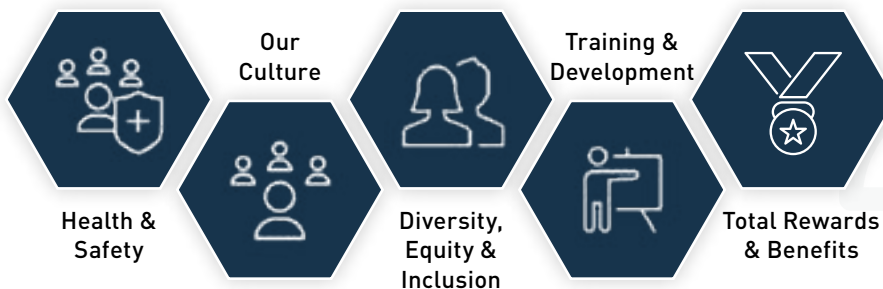 Our
Culture
Training &
Development
Health &
Safety
Diversity,
Equity &
Inclusion
Total Rewards
& Benefits